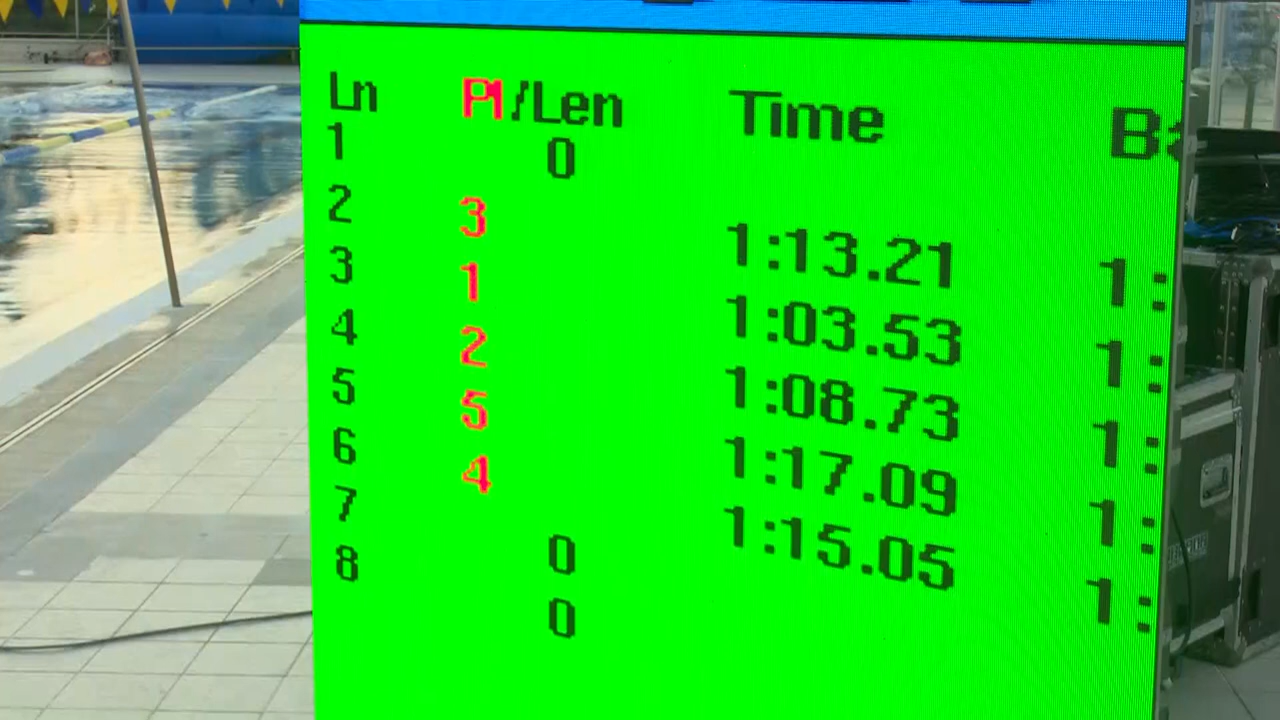 Ln Pl/Len Time Ba
1 0
2 3 1:13.21 1:
3 1 1:03.53 1:
4 2 1:08.73 1:
5 5 1:17.09 1:
6 4 1:15.05 1:
7 0
8 0